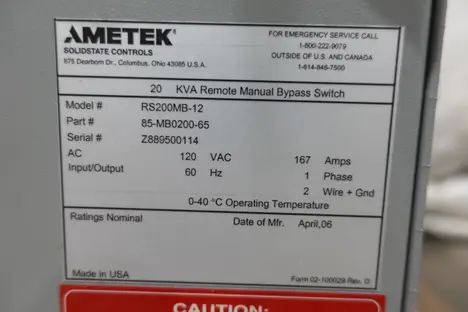 AMETEK®
SOLIDSTATE CONTROLS
875 Dearborn Dr., Columbus, Ohio 43085 U.S.A.
FOR EMERGENCY SERVICE CALL
1-800-222-9079
OUTSIDE OF U.S. AND CANADA
1-614-846-7500
20 KVA Remote Manual Bypass Switch
Model # RS200MB-12
Part # 85-MB0200-65
Serial # Z889500114
AC 120 VAC 167 Amps
Input/Output 60 Hz 1 Phase
2 Wire + Gnd
0-40 °C Operating Temperature
Ratings Nominal Date of Mfr. April,06
Made in USA Form 02-100029 Rev. D
CAUTION: